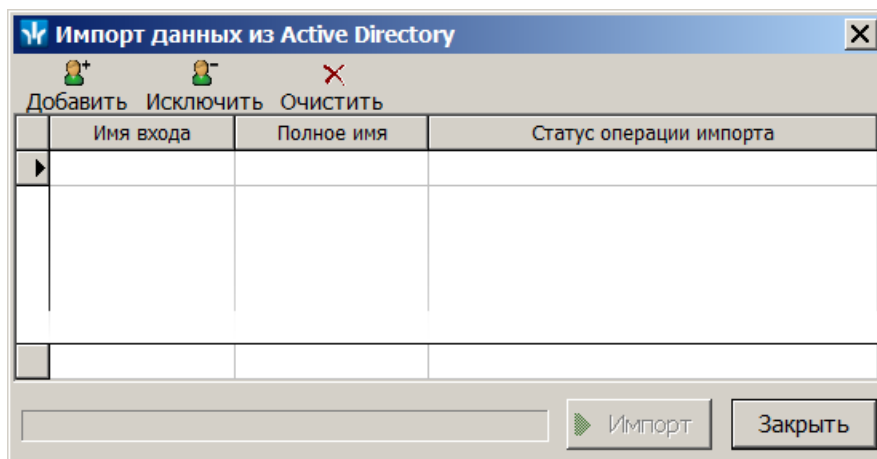 Импорт данных из Active Directory
Добавить Исключить Очистить
Имя входа Полное имя Статус операции импорта
Импорт Закрыть